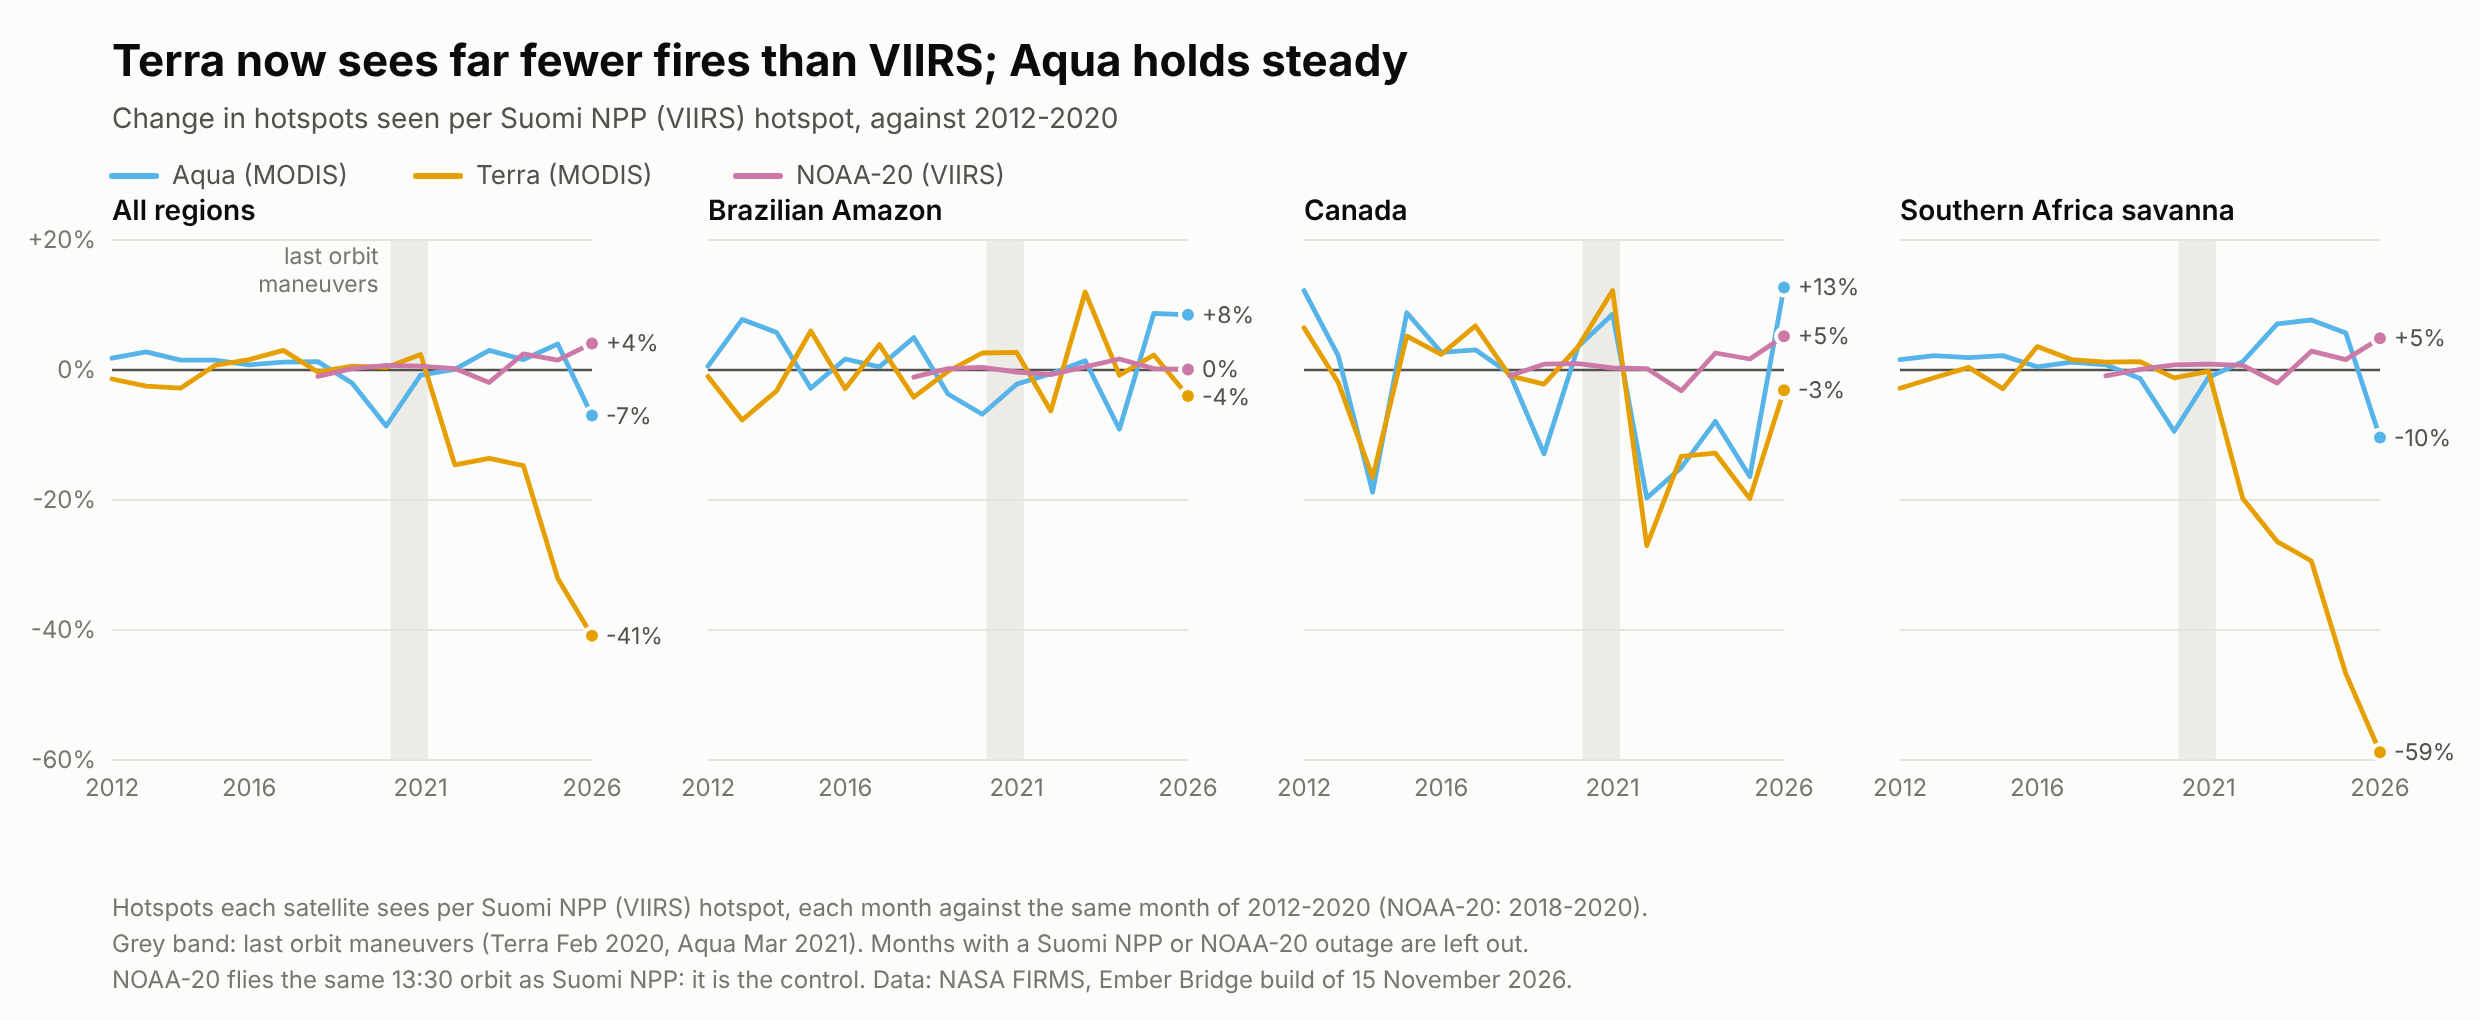 Terra now sees far fewer fires than VIIRS; Aqua holds steady
Change in hotspots seen per Suomi NPP (VIIRS) hotspot, against 2012-2020
Aqua (MODIS) Terra (MODIS) NOAA-20 (VIIRS)
All regions
+20%
0%
-20%
-40%
-60%
last orbit
maneuvers
+4%
-7%
-41%
2012 2016 2021 2026
Brazilian Amazon
+8%
0%
-4%
2012 2016 2021 2026
Canada
+13%
+5%
-3%
2012 2016 2021 2026
Southern Africa savanna
+5%
-10%
-59%
2012 2016 2021 2026
Hotspots each satellite sees per Suomi NPP (VIIRS) hotspot, each month against the same month of 2012-2020 (NOAA-20: 2018-2020).
Grey band: last orbit maneuvers (Terra Feb 2020, Aqua Mar 2021). Months with a Suomi NPP or NOAA-20 outage are left out.
NOAA-20 flies the same 13:30 orbit as Suomi NPP: it is the control. Data: NASA FIRMS, Ember Bridge build of 15 November 2026.